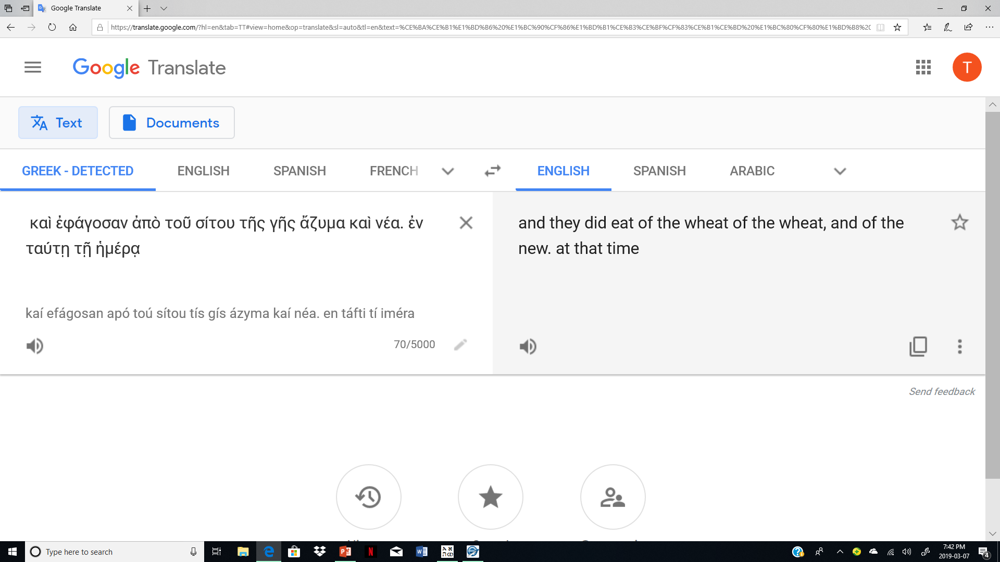 Google Translate
https://translate.google.com/?hl=en&tab=TT#view=home&op=translate&sl=auto&tl=en&text=%CE%BA%CE%B1%E1%BD%B6%20%E1%BC%90%CF%86%E1%BD%B1%CE%B3%CE%BF%CF%83%CE%B1%CE%BD%20%E1%BC%80%CF%80%E1%BD%B8%20
Google Translate
T
Text Documents
GREEK - DETECTED ENGLISH SPANISH FRENCH ENGLISH SPANISH ARABIC
καὶ ἐφάγοσαν ἀπὸ τοῦ σίτου τῆς γῆς ἄζυμα καὶ νέα. ἐν
ταύτῃ τῇ ἡμέρᾳ
kaí efágosan apó toú sítou tís gís ázyma kaí néa. en táfti tí iméra
70/5000
and they did eat of the wheat of the wheat, and of the
new. at that time
Send feedback
Type here to search
7:42 PM
2019-03-07
4